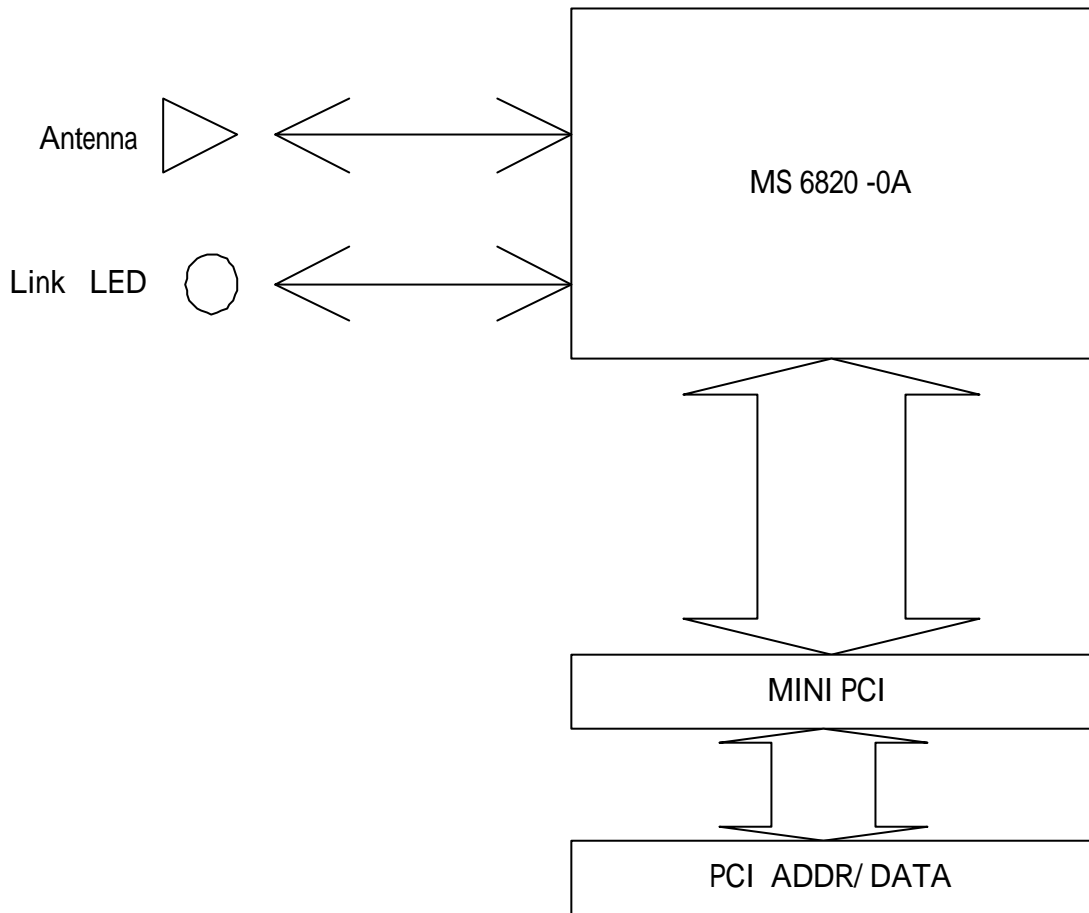 Antenna
MS 6820 -0A
Link LED
MINI PCI
PCI ADDR/ DATA